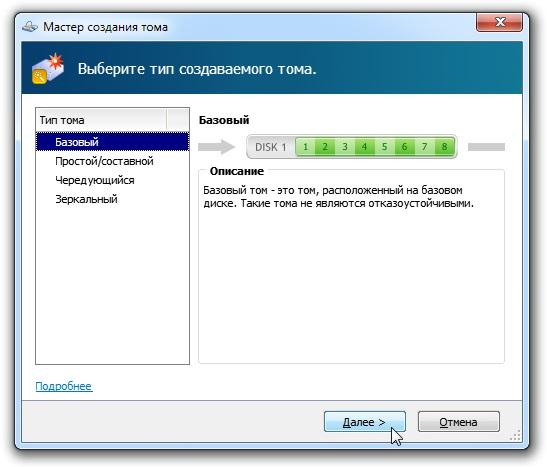 Мастер создания тома
Выберите тип создаваемого тома.
Тип тома
Базовый
Простой/составной
Чередующийся
Зеркальный
Базовый
DISK 1 1 2 3 4 5 6 7 8
Описание
Базовый том - это том, расположенный на базовом
диске. Такие тома не являются отказоустойчивыми.
Подробнее
Далее >
Отмена